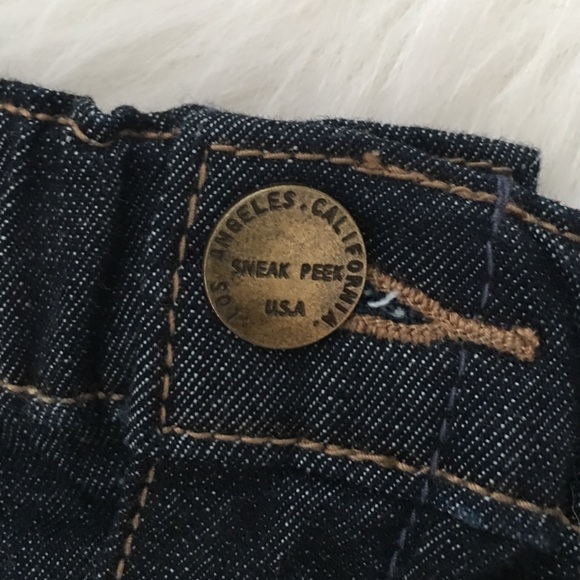 LOS ANGELES. CALIFORNIA.
SNEAK PEEK
U.S.A